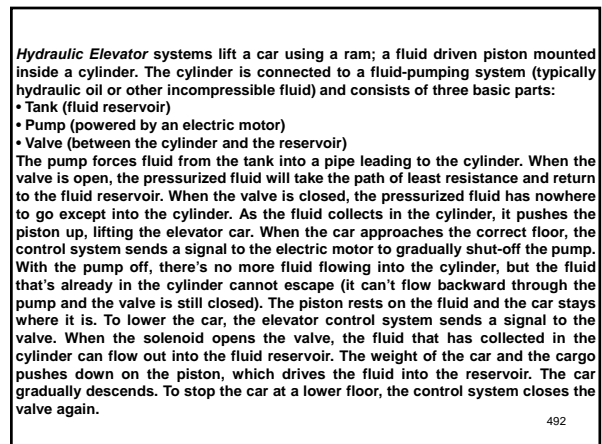 Hydraulic Elevator systems lift a car using a ram; a fluid driven piston mounted
inside a cylinder. The cylinder is connected to a fluid-pumping system (typically
hydraulic oil or other incompressible fluid) and consists of three basic parts:
• Tank (fluid reservoir)
• Pump (powered by an electric motor)
• Valve (between the cylinder and the reservoir)
The pump forces fluid from the tank into a pipe leading to the cylinder. When the
valve is open, the pressurized fluid will take the path of least resistance and return
to the fluid reservoir. When the valve is closed, the pressurized fluid has nowhere
to go except into the cylinder. As the fluid collects in the cylinder, it pushes the
piston up, lifting the elevator car. When the car approaches the correct floor, the
control system sends a signal to the electric motor to gradually shut-off the pump.
With the pump off, there's no more fluid flowing into the cylinder, but the fluid
that's already in the cylinder cannot escape (it can't flow backward through the
pump and the valve is still closed). The piston rests on the fluid and the car stays
where it is. To lower the car, the elevator control system sends a signal to the
valve. When the solenoid opens the valve, the fluid that has collected in the
cylinder can flow out into the fluid reservoir. The weight of the car and the cargo
pushes down on the piston, which drives the fluid into the reservoir. The car
gradually descends. To stop the car at a lower floor, the control system closes the
valve again.
492